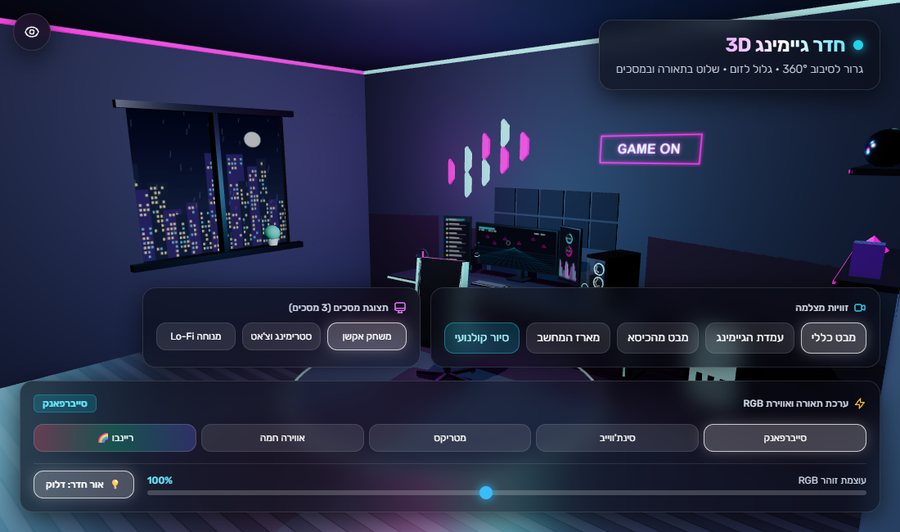 חדר גיימינג 3D
גרור לסיבוב 360° • גלול לזום • שלוט בתאורה ובמסכים
GAME ON
זוויות מצלמה
מבט כללי
עמדת הגיימינג
מבט מהכיסא
מארז המחשב
סיור קולנועי
תצוגת מסכים (3 מסכים)
משחק אקשן
סטרימינג וצ'אט
מנוחה Lo-Fi
ערכת תאורה ואווירת RGB
סייברפאנק
סייברפאנק
סינת'ווייב
מטריקס
אווירה חמה
ריינבו 🌈
עוצמת זוהר RGB
100%
💡 אור חדר: דלוק